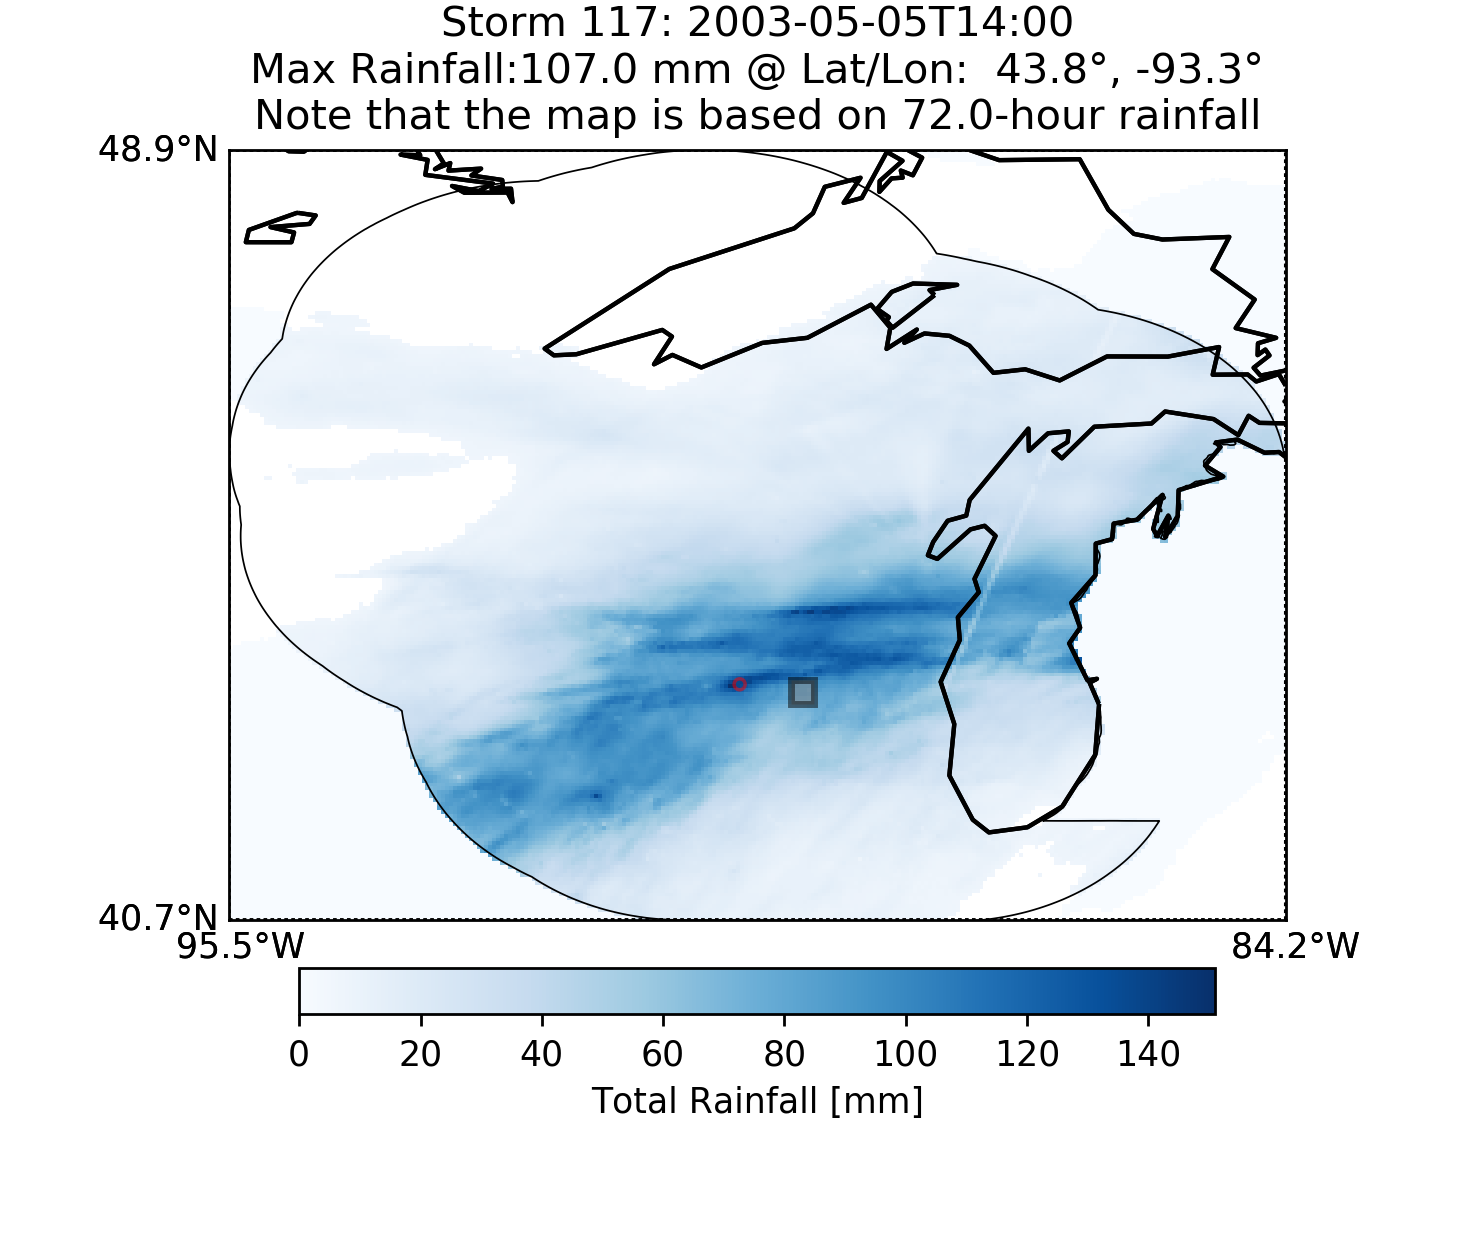 Storm 117: 2003-05-05T14:00
Max Rainfall:107.0 mm @ Lat/Lon:  43.8°, -93.3°
Note that the map is based on 72.0-hour rainfall
48.9°N
40.7°N
95.5°W 84.2°W
0 20 40 60 80 100 120 140
Total Rainfall [mm]